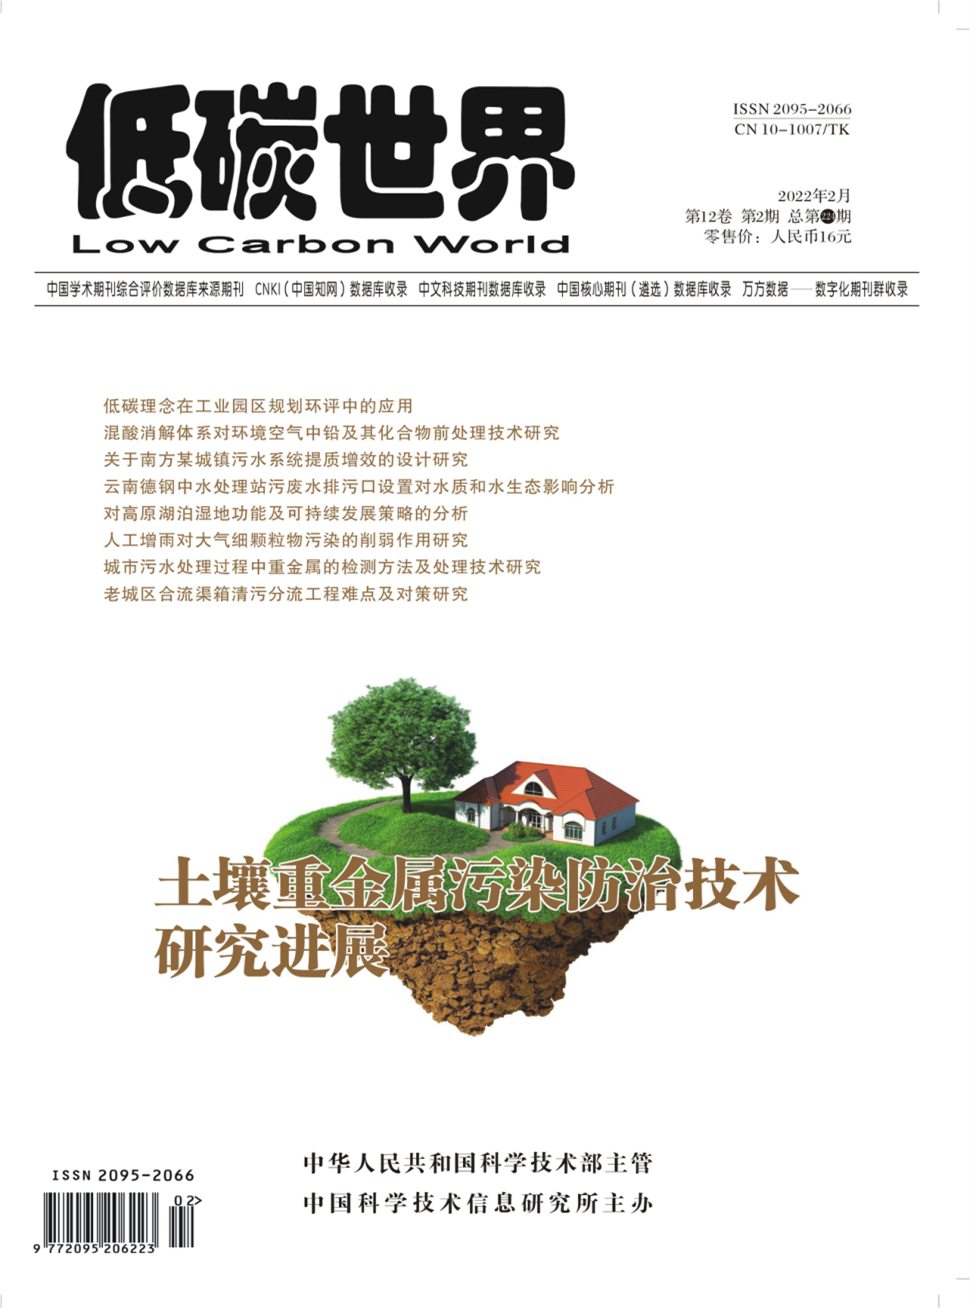 低碳世界
Low Carbon World
ISSN 2095-2066
CN 10-1007/TK
2022年2月
第12卷 第2期 总第期
零售价：人民币16元
中国学术期刊综合评价数据库来源期刊 CNKI（中国知网）数据库收录 中文科技期刊数据库收录 中国核心期刊（遴选）数据库收录 万方数据——数字化期刊群收录
低碳理念在工业园区规划环评中的应用
混酸消解体系对环境空气中铅及其化合物前处理技术研究
关于南方某城镇污水系统提质增效的设计研究
云南德钢中水处理站污废水排污口设置对水质和水生态影响分析
对高原湖泊湿地功能及可持续发展策略的分析
人工增雨对大气细颗粒物污染的削弱作用研究
城市污水处理过程中重金属的检测方法及处理技术研究
老城区合流渠箱清污分流工程难点及对策研究
土壤重金属污染防治技术
研究进展
中华人民共和国科学技术部主管
中国科学技术信息研究所主办
ISSN 2095-2066
02>
9 772095 206223